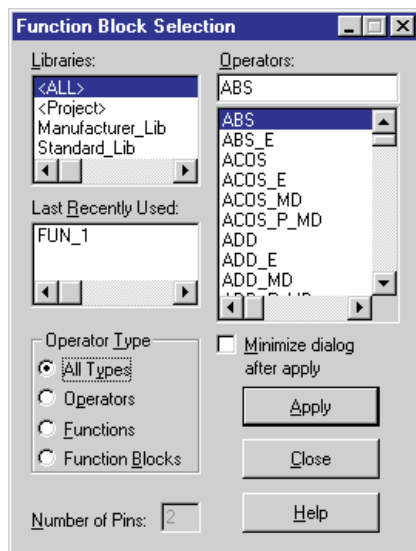 Function Block Selection
Libraries:
<ALL>
<Project>
Manufacturer_Lib
Standard_Lib
Last Recently Used:
FUN_1
Operator Type
All Types
Operators
Functions
Function Blocks
Number of Pins: 2
Operators:
ABS
ABS
ABS_E
ACOS
ACOS_E
ACOS_MD
ACOS_P_MD
ADD
ADD_E
ADD_MD
Minimize dialog
after apply
Apply
Close
Help